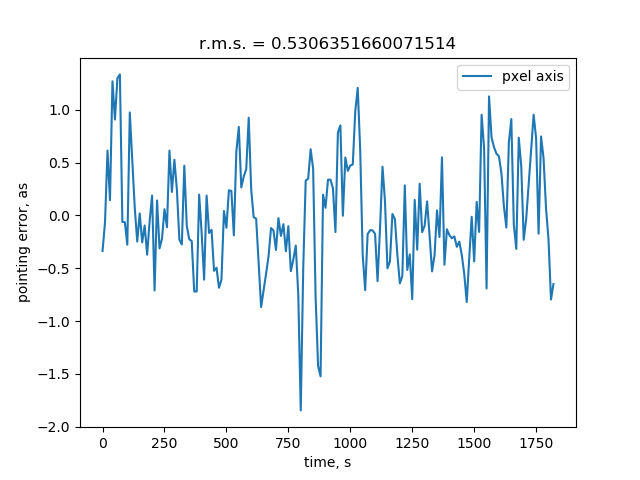 r.m.s. = 0.5306351660071514
pxel axis
1.0
0.5
0.0
−0.5
−1.0
−1.5
−2.0
pointing error, as
0 250 500 750 1000 1250 1500 1750
time, s